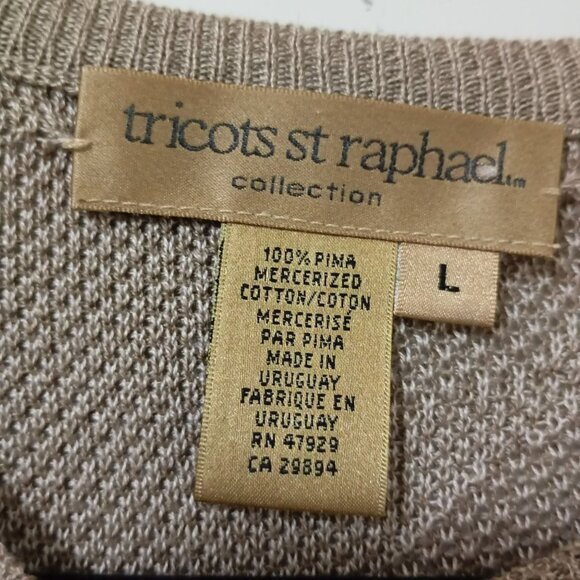 tricots st raphael™
collection
L
100% PIMA
MERCERIZED
COTTON/COTON
MERCERISÉ
PAR PIMA
MADE IN
URUGUAY
FABRIQUE EN
URUGUAY
RN 47929
CA 29894